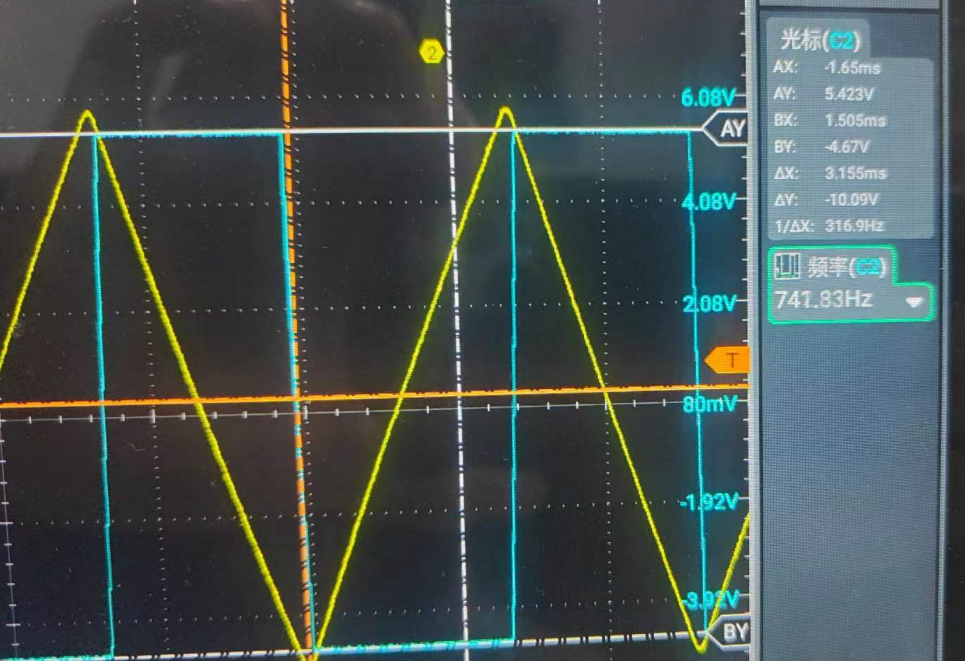 光标(C2)
AX: -1.65ms
AY: 5.423V
BX: 1.505ms
BY: -4.67V
ΔX: 3.155ms
ΔY: -10.09V
1/ΔX: 316.9Hz
频率(C2)
741.83Hz
2
6.08V
AY
4.08V
2.08V
T
80mV
-1.92V
-3.92V
BY